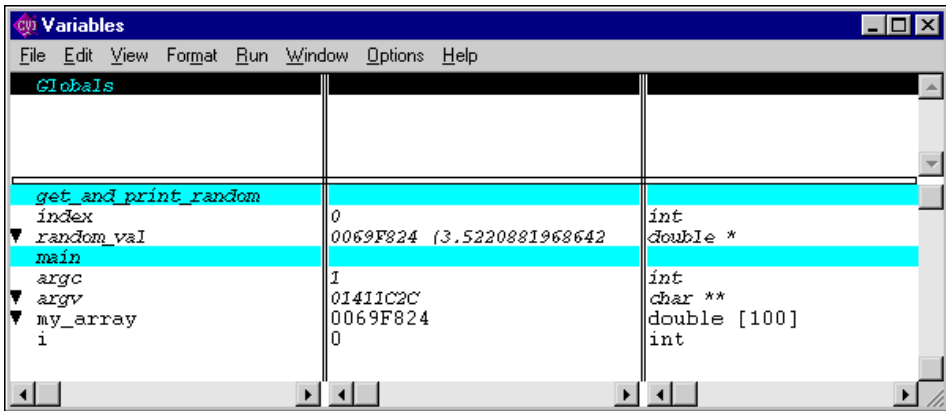 CVI Variables
File Edit View Format Run Window Options Help
Globals
get_and_print_random
index 0 int
random_val 0069F824 (3.5220881968642 double *
main
argc 1 int
argv 01411C2C char **
my_array 0069F824 double [100]
i 0 int